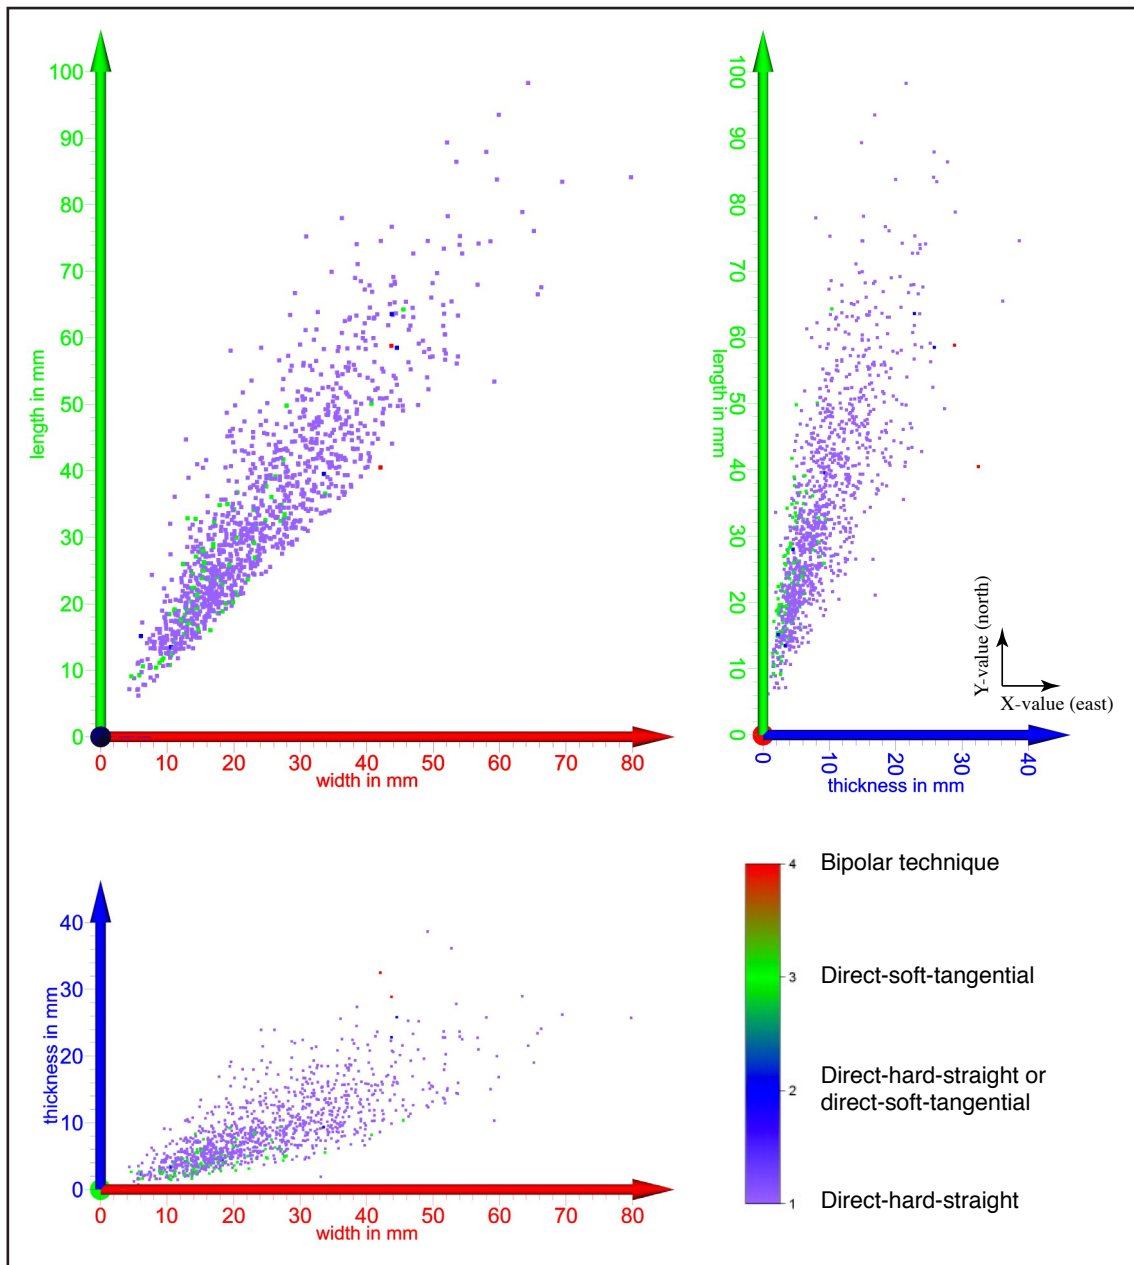 100
90
80
70
60
50
40
30
20
10
0
length in mm
0 10 20 30 40 50 60 70 80
width in mm
100
90
80
70
60
50
40
30
20
10
0
length in mm
0 10 20 30 40
thickness in mm
Y-value (north)
X-value (east)
40
30
20
10
0
thickness in mm
0 10 20 30 40 50 60 70 80
width in mm
4 Bipolar technique
3 Direct-soft-tangential
Direct-hard-straight or
2
direct-soft-tangential
1 Direct-hard-straight